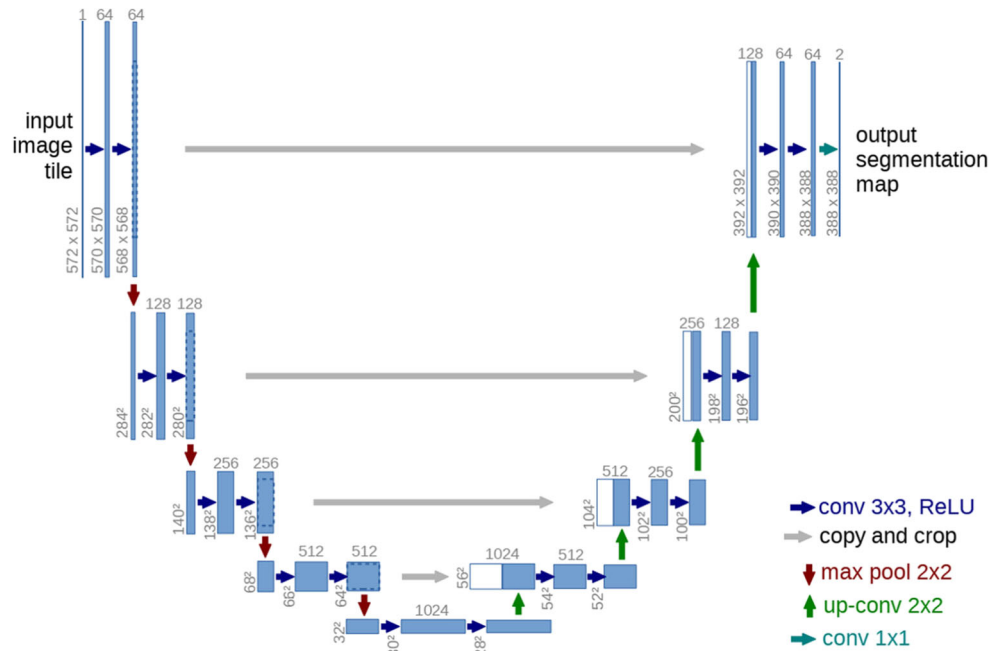 1 64 64
128 64 64 2
input
image
tile
output
segmentation
map
572 x 572
570 x 570
568 x 568
392 x 392
390 x 390
388 x 388
388 x 388
128 128
256 128
284²
282²
280²
200²
198²
196²
256 256
512 256
140²
138²
136²
104²
102²
100²
conv 3x3, ReLU
copy and crop
max pool 2x2
up-conv 2x2
conv 1x1
512 512
1024 512
68²
66²
64²
56²
54²
52²
1024
32²